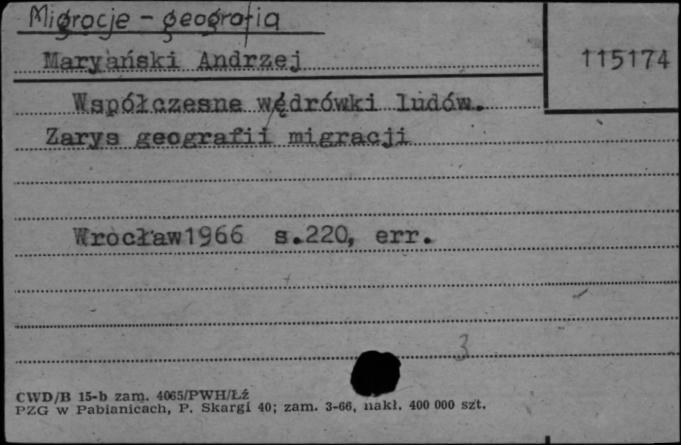 Migracje - geografia
Maryański Andrzej
115174
Współczesne wędrówki ludów.
Zarys geografii migracji
Wrocław1966 s.220, err.
3
CWD/B 15-b zam. 4065/PWH/Łź
PZG w Pabianicach, P. Skargi 40; zam. 3-66, nakł. 400 000 szt.